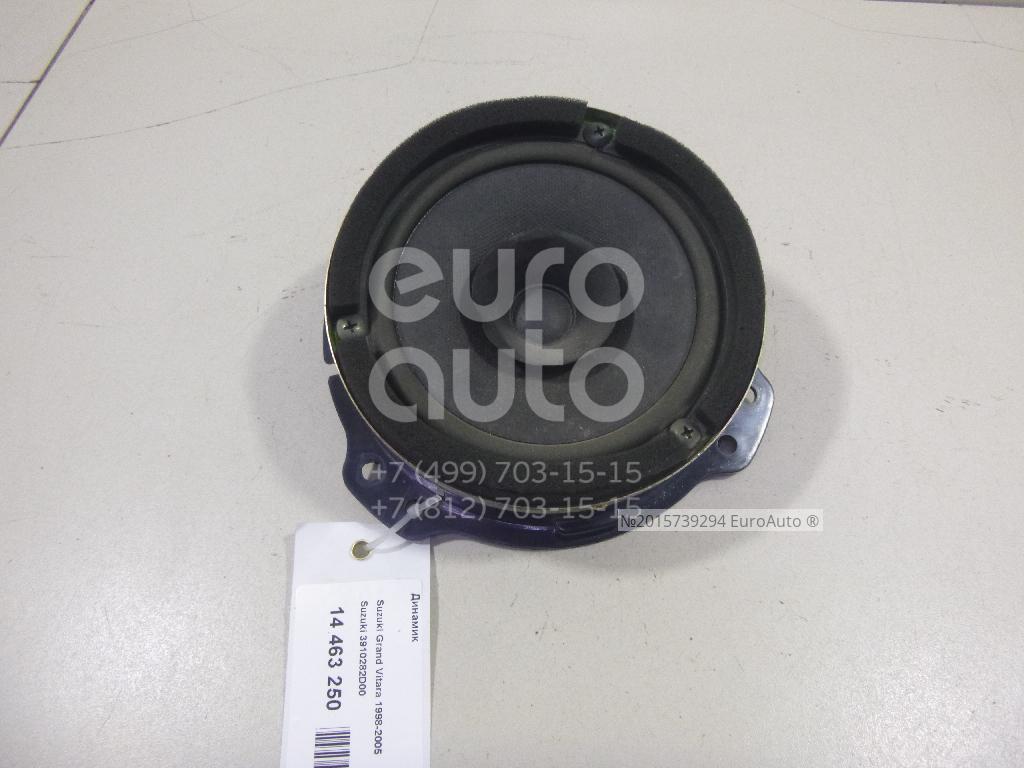 euro
auto
+7 (499) 703-15-15
+7 (812) 703-15-15
№2015739294 EuroAuto ®
Динамик
Suzuki Grand Vitara 1998-2005
Suzuki 3910282D00
14 463 250